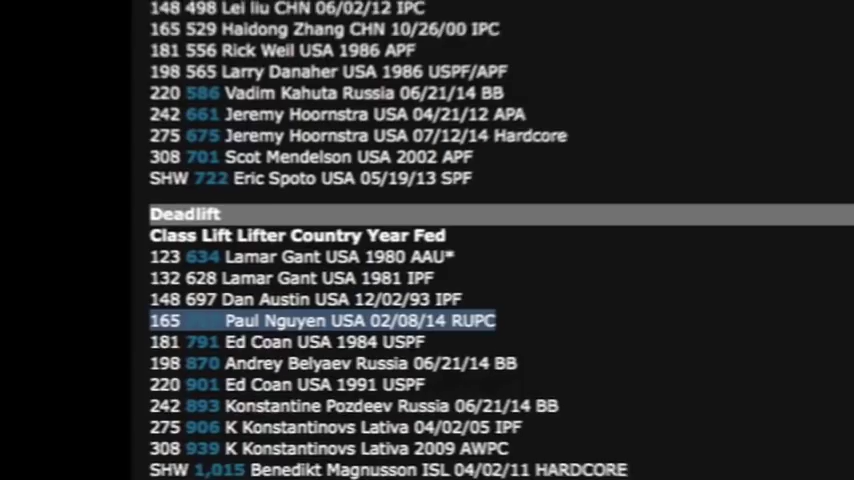 148 498 Lei liu CHN 06/02/12 IPC
165 529 Haidong Zhang CHN 10/26/00 IPC
181 556 Rick Weil USA 1986 APF
198 565 Larry Danaher USA 1986 USPF/APF
220 586 Vadim Kahuta Russia 06/21/14 BB
242 661 Jeremy Hoornstra USA 04/21/12 APA
275 675 Jeremy Hoornstra USA 07/12/14 Hardcore
308 701 Scot Mendelson USA 2002 APF
SHW 722 Eric Spoto USA 05/19/13 SPF
Deadlift
Class Lift Lifter Country Year Fed
123 634 Lamar Gant USA 1980 AAU*
132 628 Lamar Gant USA 1981 IPF
148 697 Dan Austin USA 12/02/93 IPF
165 Paul Nguyen USA 02/08/14 RUPC
181 791 Ed Coan USA 1984 USPF
198 870 Andrey Belyaev Russia 06/21/14 BB
220 901 Ed Coan USA 1991 USPF
242 893 Konstantine Pozdeev Russia 06/21/14 BB
275 906 K Konstantinovs Lativa 04/02/05 IPF
308 939 K Konstantinovs Lativa 2009 AWPC
SHW 1,015 Benedikt Magnusson ISL 04/02/11 HARDCORE